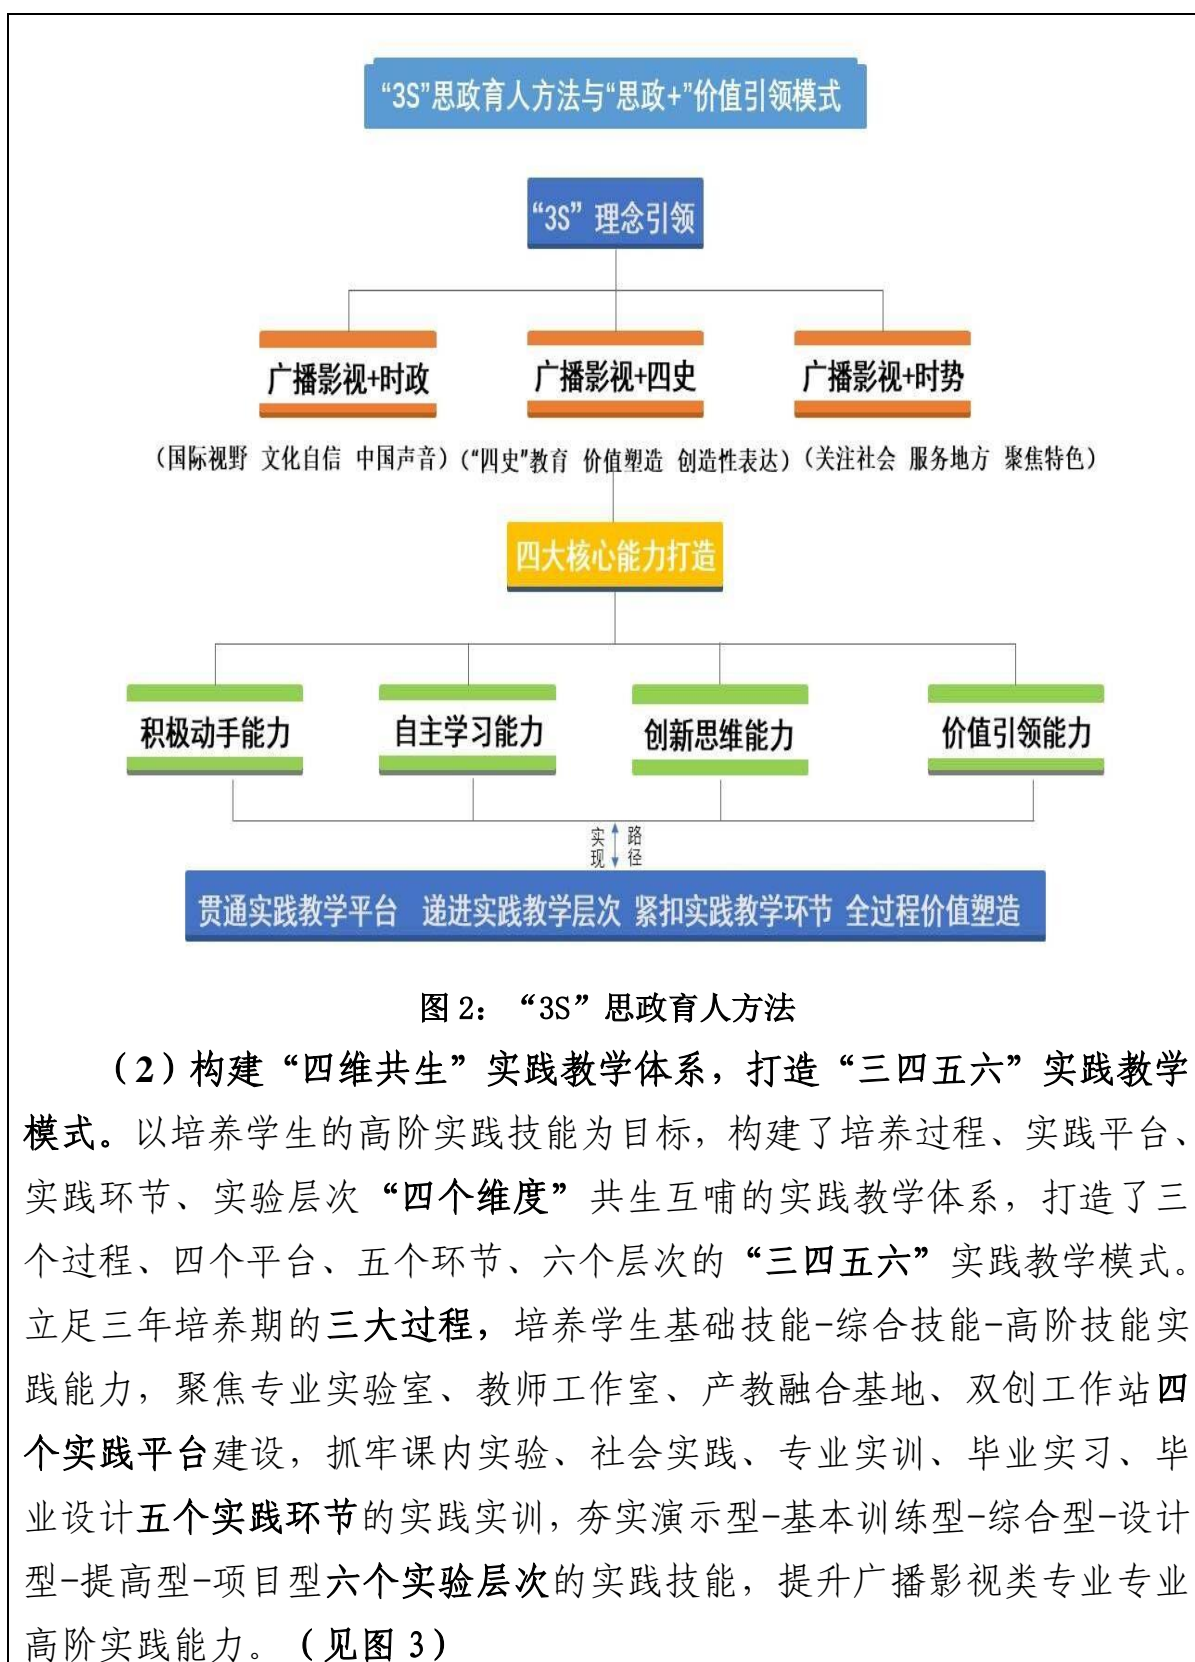 “3S”思政育人方法与“思政+”价值引领模式
“3S”理念引领
广播影视+时政 广播影视+四史 广播影视+时势
（国际视野 文化自信 中国声音）（“四史”教育 价值塑造 创造性表达）（关注社会 服务地方 聚焦特色）
四大核心能力打造
积极动手能力 自主学习能力 创新思维能力 价值引领能力
实现 路径
贯通实践教学平台 递进实践教学层次 紧扣实践教学环节 全过程价值塑造
图 2：“3S”思政育人方法
（2）构建“四维共生”实践教学体系，打造“三四五六”实践教学
模式。以培养学生的高阶实践技能为目标，构建了培养过程、实践平台、
实践环节、实验层次“四个维度”共生互哺的实践教学体系，打造了三
个过程、四个平台、五个环节、六个层次的“三四五六”实践教学模式。
立足三年培养期的三大过程，培养学生基础技能-综合技能-高阶技能实
践能力，聚焦专业实验室、教师工作室、产教融合基地、双创工作站四
个实践平台建设，抓牢课内实验、社会实践、专业实训、毕业实习、毕
业设计五个实践环节的实践实训，夯实演示型-基本训练型-综合型-设计
型-提高型-项目型六个实验层次的实践技能，提升广播影视类专业专业
高阶实践能力。（见图 3）